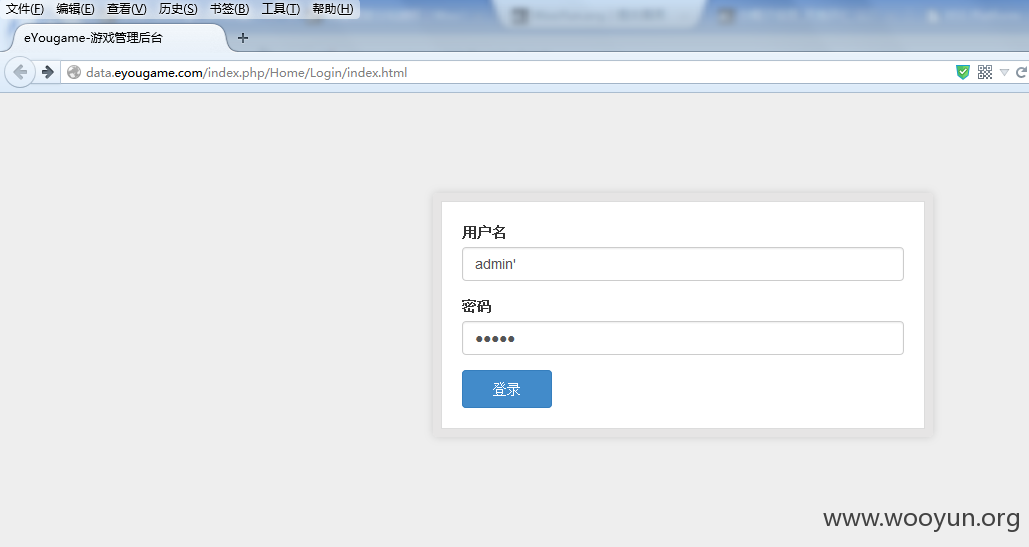 文件(F) 编辑(E) 查看(V) 历史(S) 书签(B) 工具(T) 帮助(H)
eYougame-游戏管理后台 +
data.eyougame.com/index.php/Home/Login/index.html
用户名
admin'
密码
●●●●●
登录
www.wooyun.org